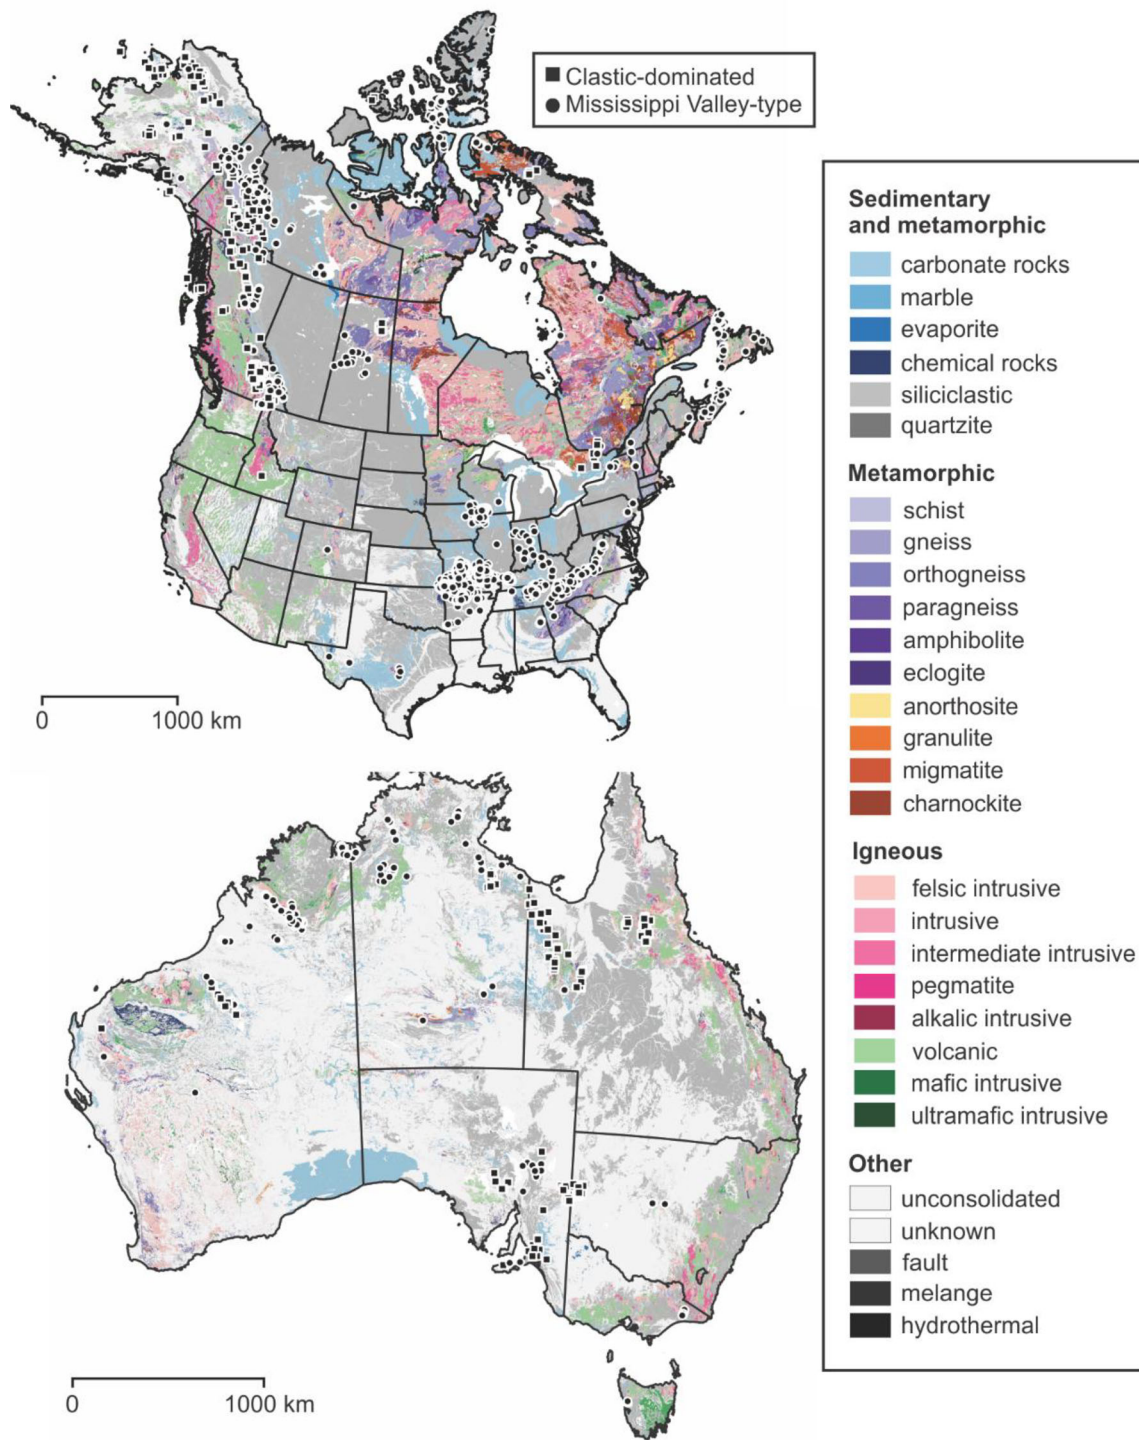 Clastic-dominated
Mississippi Valley-type
0 1000 km
Sedimentary
and metamorphic
carbonate rocks
marble
evaporite
chemical rocks
siliciclastic
quartzite
Metamorphic
schist
gneiss
orthogneiss
paragneiss
amphibolite
eclogite
anorthosite
granulite
migmatite
charnockite
Igneous
felsic intrusive
intrusive
intermediate intrusive
pegmatite
alkalic intrusive
volcanic
mafic intrusive
ultramafic intrusive
Other
unconsolidated
unknown
fault
melange
hydrothermal
0 1000 km